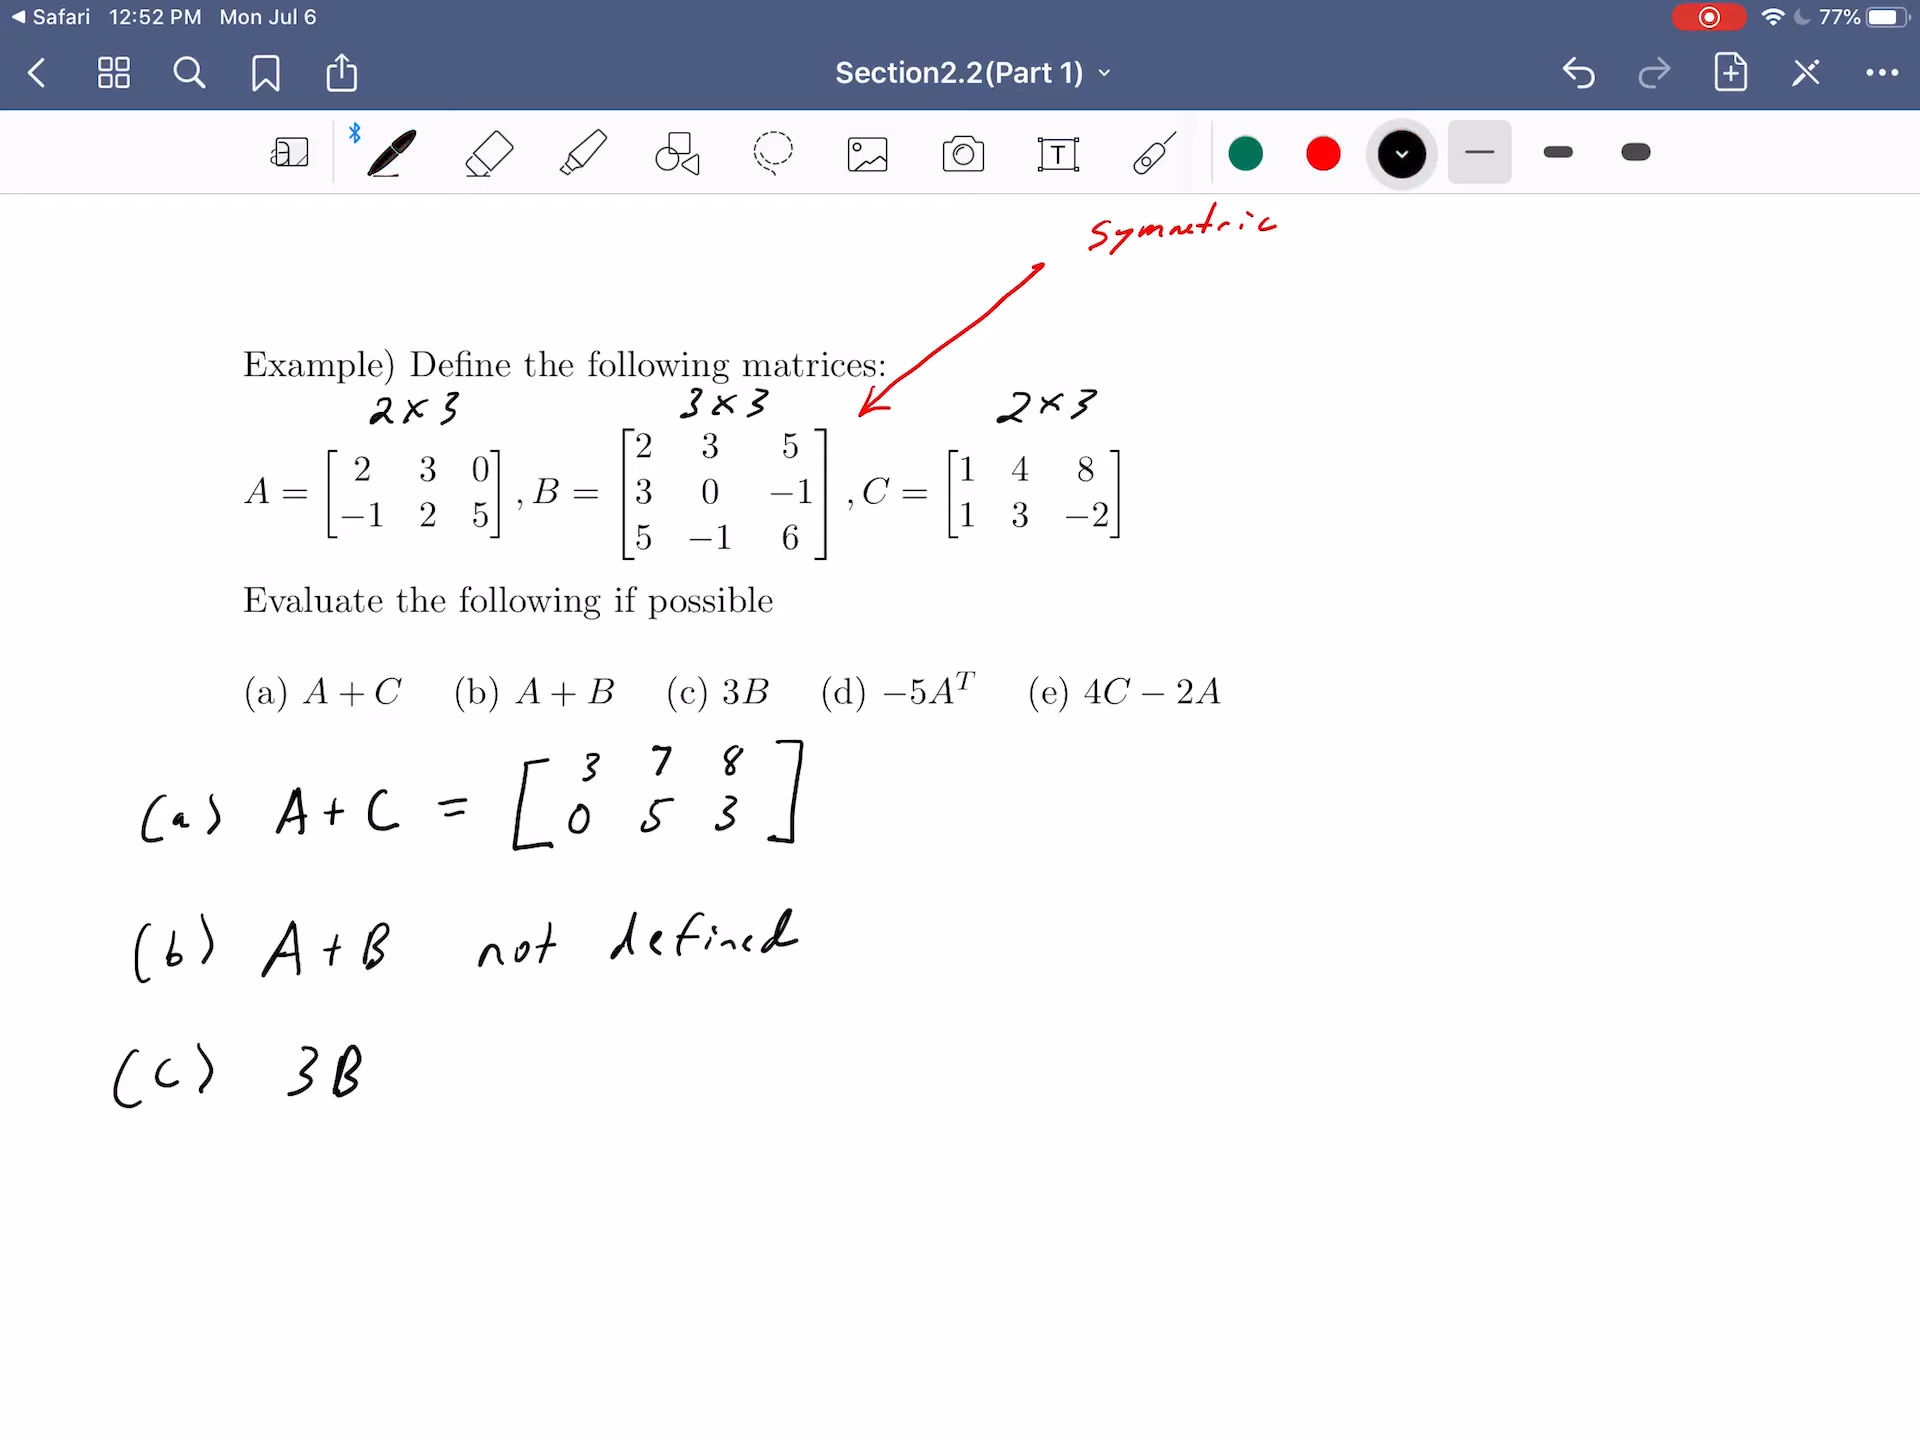 Safari 12:52 PM Mon Jul 6 77%
Section2.2(Part 1)
a T
symmetric
Example) Define the following matrices:
2×3 3×3 2×3
A = [2 3 0; −1 2 5], B = [2 3 5; 3 0 −1; 5 −1 6], C = [1 4 8; 1 3 −2]
Evaluate the following if possible
(a) A + C (b) A + B (c) 3B (d) −5Aᵀ (e) 4C − 2A
(a) A + C = [3 7 8; 0 5 3]
(b) A + B not defined
(c) 3B